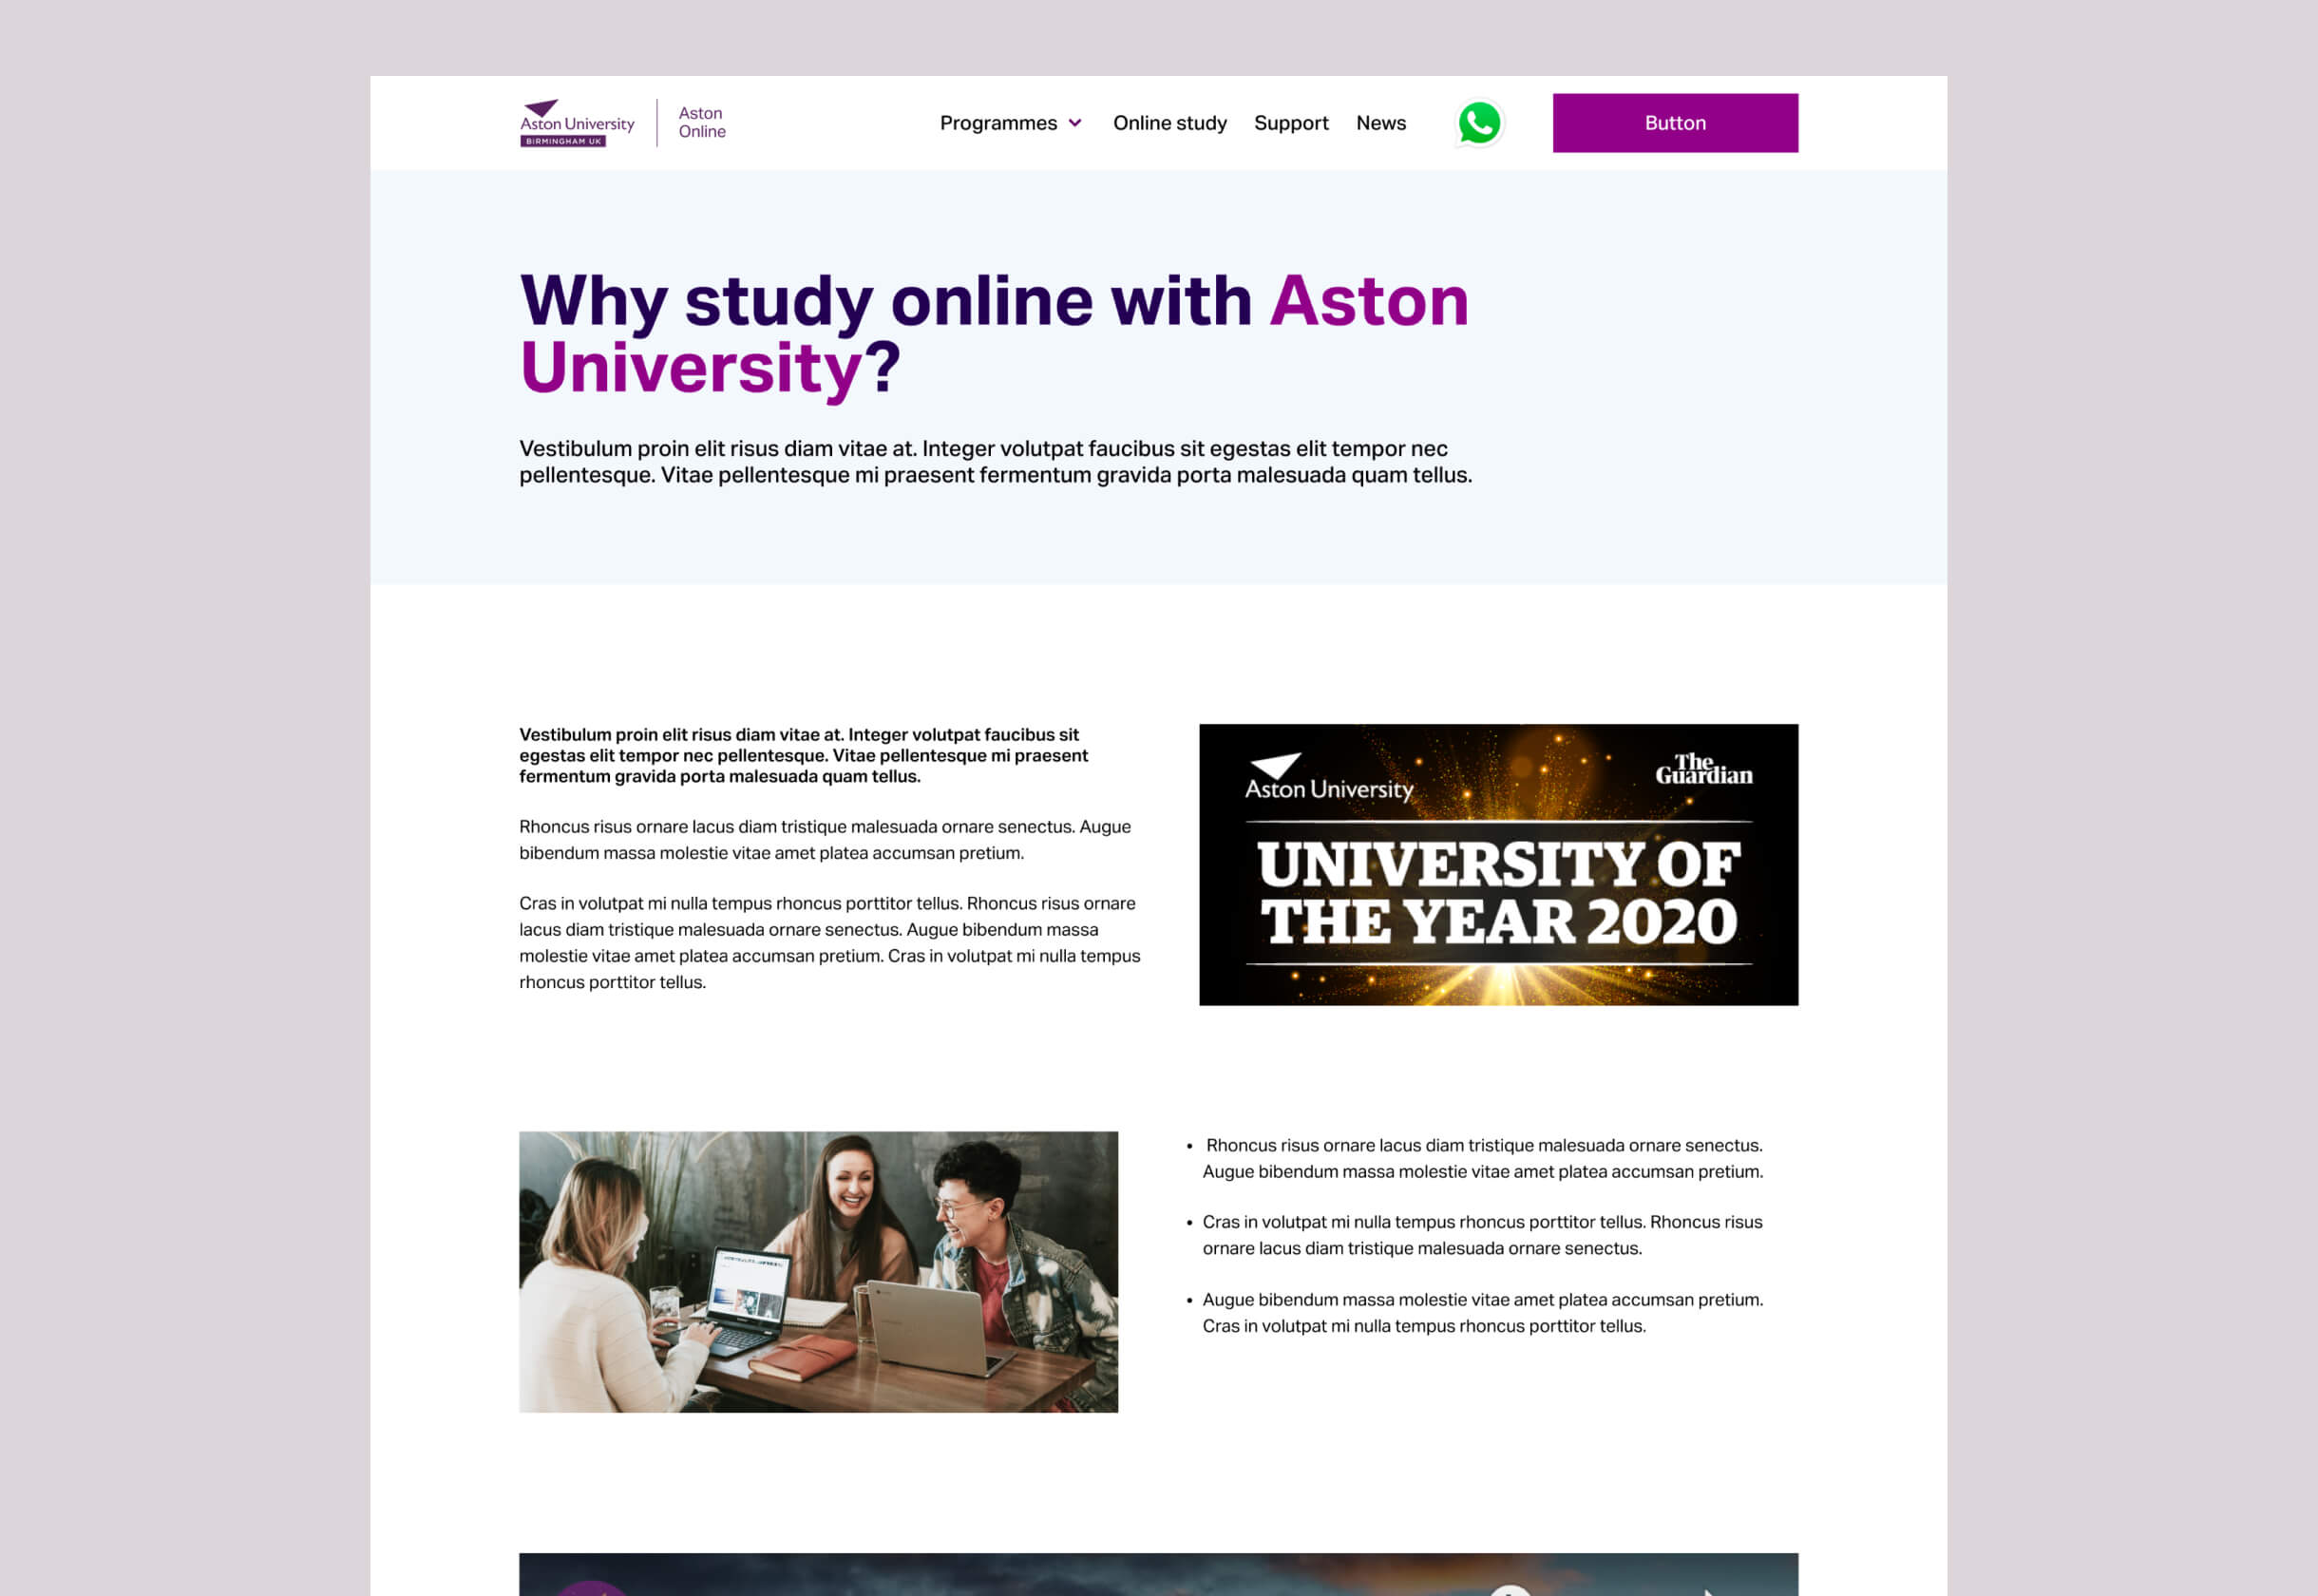 Aston University
BIRMINGHAM UK
Aston
Online
Programmes
Online study
Support
News
Button
Why study online with Aston
University?
Vestibulum proin elit risus diam vitae at. Integer volutpat faucibus sit egestas elit tempor nec
pellentesque. Vitae pellentesque mi praesent fermentum gravida porta malesuada quam tellus.
Vestibulum proin elit risus diam vitae at. Integer volutpat faucibus sit
egestas elit tempor nec pellentesque. Vitae pellentesque mi praesent
fermentum gravida porta malesuada quam tellus.
Rhoncus risus ornare lacus diam tristique malesuada ornare senectus. Augue
bibendum massa molestie vitae amet platea accumsan pretium.
Cras in volutpat mi nulla tempus rhoncus porttitor tellus. Rhoncus risus ornare
lacus diam tristique malesuada ornare senectus. Augue bibendum massa
molestie vitae amet platea accumsan pretium. Cras in volutpat mi nulla tempus
rhoncus porttitor tellus.
Aston University
The
Guardian
UNIVERSITY OF
THE YEAR 2020
• Rhoncus risus ornare lacus diam tristique malesuada ornare senectus.
Augue bibendum massa molestie vitae amet platea accumsan pretium.
• Cras in volutpat mi nulla tempus rhoncus porttitor tellus. Rhoncus risus
ornare lacus diam tristique malesuada ornare senectus.
• Augue bibendum massa molestie vitae amet platea accumsan pretium.
Cras in volutpat mi nulla tempus rhoncus porttitor tellus.